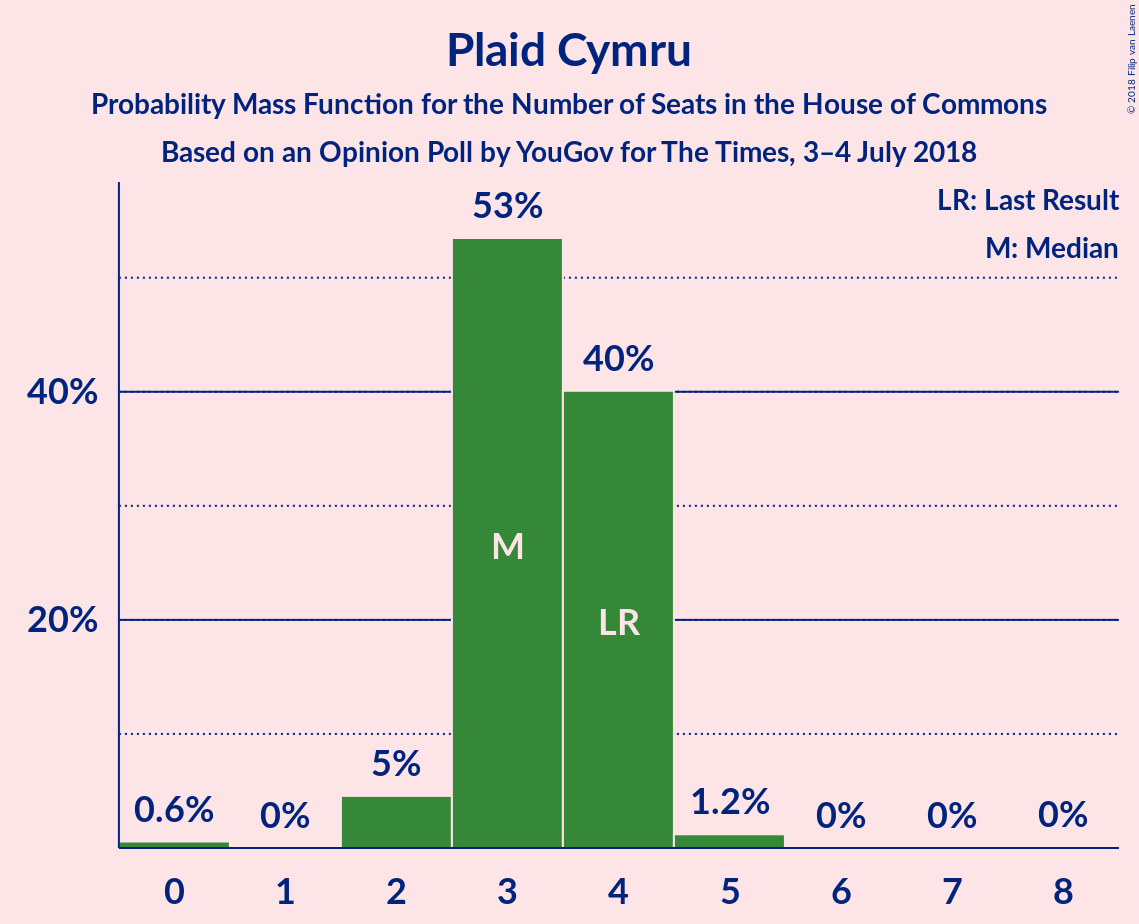 Plaid Cymru
Probability Mass Function for the Number of Seats in the House of Commons
Based on an Opinion Poll by YouGov for The Times, 3–4 July 2018
© 2018 Filip van Laenen
LR: Last Result
M: Median
53%
40%
40%
M
LR
20%
5%
0.6%
0%
1.2%
0%
0%
0%
0 1 2 3 4 5 6 7 8